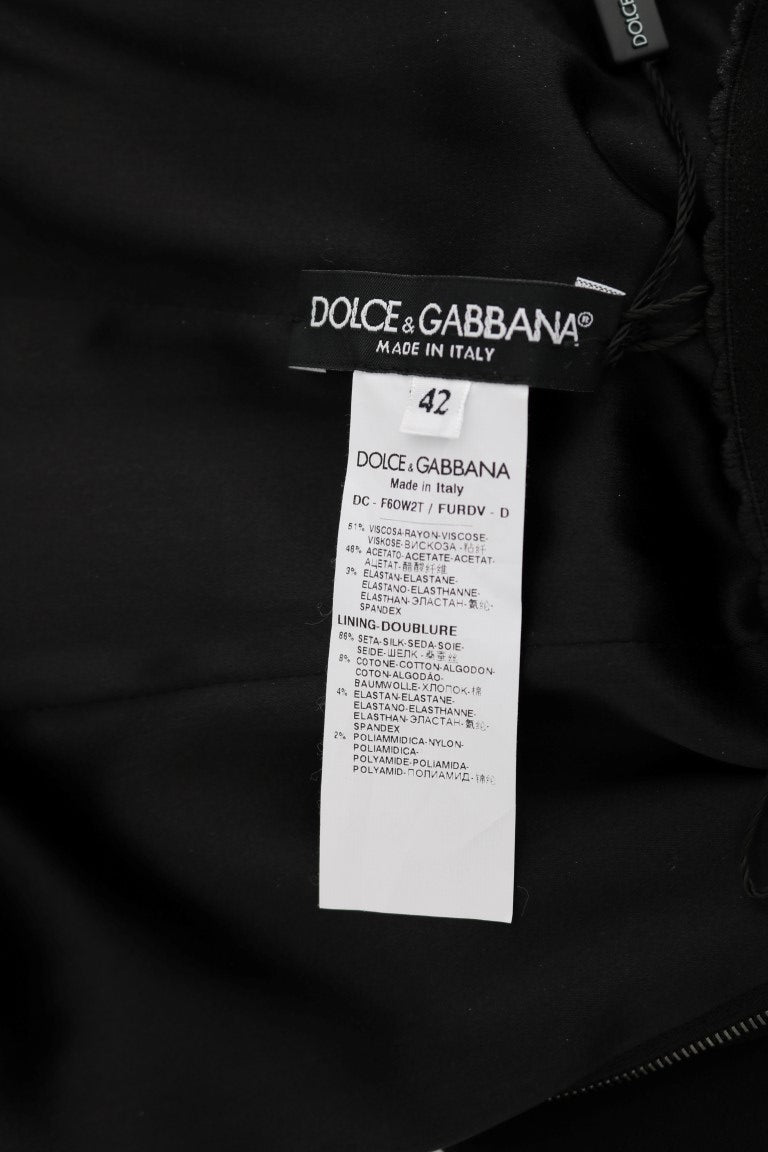 DOLCE
DOLCE & GABBANA®
MADE IN ITALY
42
DOLCE & GABBANA
Made in Italy
DC - F6OW2T / FURDV - D
51% VISCOSA-RAYON-VISCOSE-
VISKOSE-ВИСКОЗА-粘纤
46% ACETATO-ACETATE-ACETAT-
АЦЕТАТ-醋酸纤维
3% ELASTAN-ELASTANE-
ELASTANO-ELASTHANNE-
ELASTHAN-ЭЛАСТАН-氨纶-
SPANDEX
LINING-DOUBLURE
86% SETA-SILK-SEDA-SOIE-
SEIDE-ШЕЛК-桑蚕丝
8% COTONE-COTTON-ALGODON-
COTON-ALGODÃO-
BAUMWOLLE-ХЛОПОК-棉
4% ELASTAN-ELASTANE-
ELASTANO-ELASTHANNE-
ELASTHAN-ЭЛАСТАН-氨纶-
SPANDEX
2% POLIAMMIDICA-NYLON-
POLIAMIDICA-
POLYAMIDE-POLIAMIDA-
POLYAMID-ПОЛИАМИД-锦纶